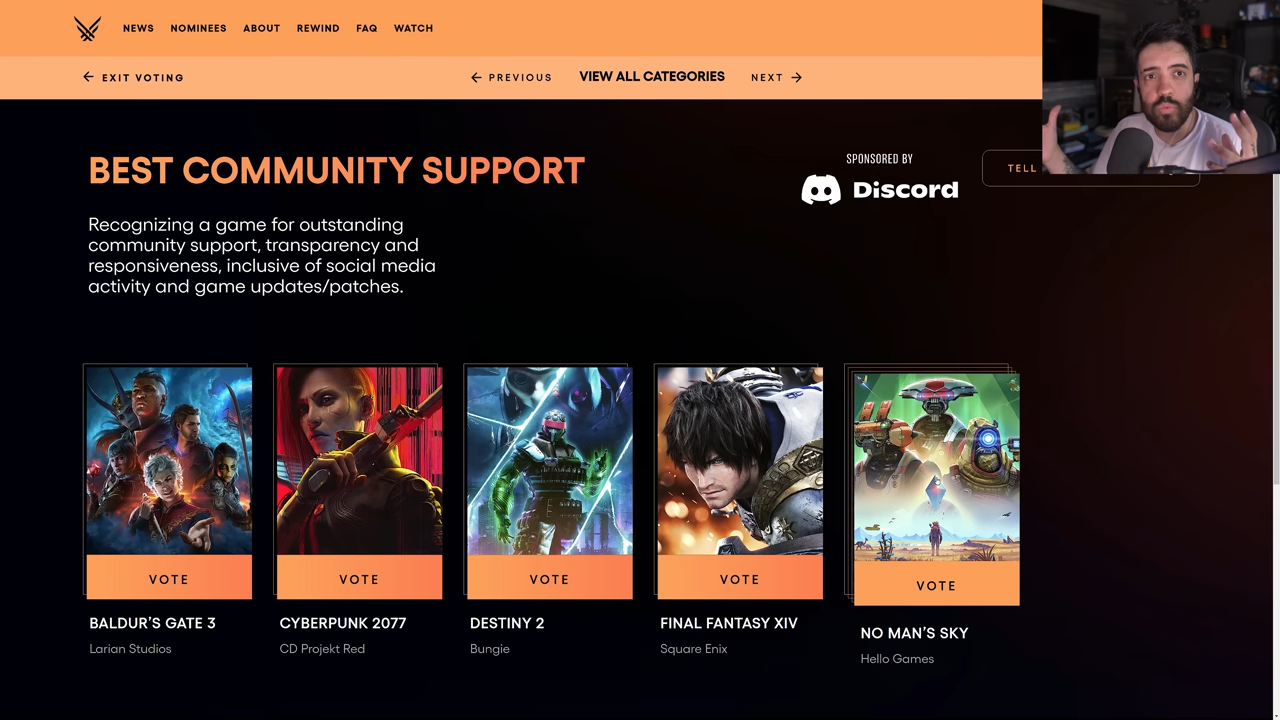 NEWS NOMINEES ABOUT REWIND FAQ WATCH
EXIT VOTING
PREVIOUS VIEW ALL CATEGORIES NEXT
BEST COMMUNITY SUPPORT
SPONSORED BY
Discord
TELL
Recognizing a game for outstanding
community support, transparency and
responsiveness, inclusive of social media
activity and game updates/patches.
VOTE VOTE VOTE VOTE VOTE
BALDUR'S GATE 3
Larian Studios
CYBERPUNK 2077
CD Projekt Red
DESTINY 2
Bungie
FINAL FANTASY XIV
Square Enix
NO MAN'S SKY
Hello Games